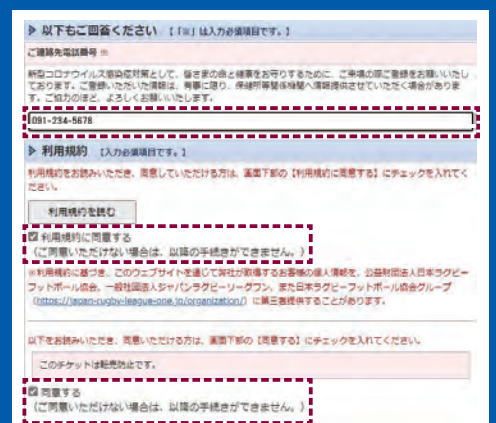 ▶ 以下もご回答ください 【「※」は入力必須項目です。】
ご連絡先電話番号 ※
新型コロナウイルス感染症対策として、皆さまの命と健康をお守りするために、ご来場の際ご登録をお願いいたし
ております。ご登録いただいた情報は、有事に限り、保健所等関係機関へ情報提供させていただく場合がありま
す。ご協力のほど、よろしくお願いいたします。
091-234-5678
▶ 利用規約 【入力必須項目です。】
利用規約をお読みいただき、同意していただける方は、画面下部の【利用規約に同意する】にチェックを入れてく
ださい。
利用規約を読む
☑ 利用規約に同意する
（ご同意いただけない場合は、以降の手続きができません。）
※利用規約に基づき、このウェブサイトを通じて弊社が取得するお客様の個人情報を、公益財団法人日本ラグビー
フットボール協会、一般社団法人ジャパンラグビーリーグワン、また日本ラグビーフットボール協会グループ
（https://japan-rugby-league-one.jp/organization/）に第三者提供することがあります。
以下をお読みいただき、同意いただける方は、画面下部の【同意する】にチェックを入れてください。
このチケットは転売防止です。
☑ 同意する
（ご同意いただけない場合は、以降の手続きができません。）